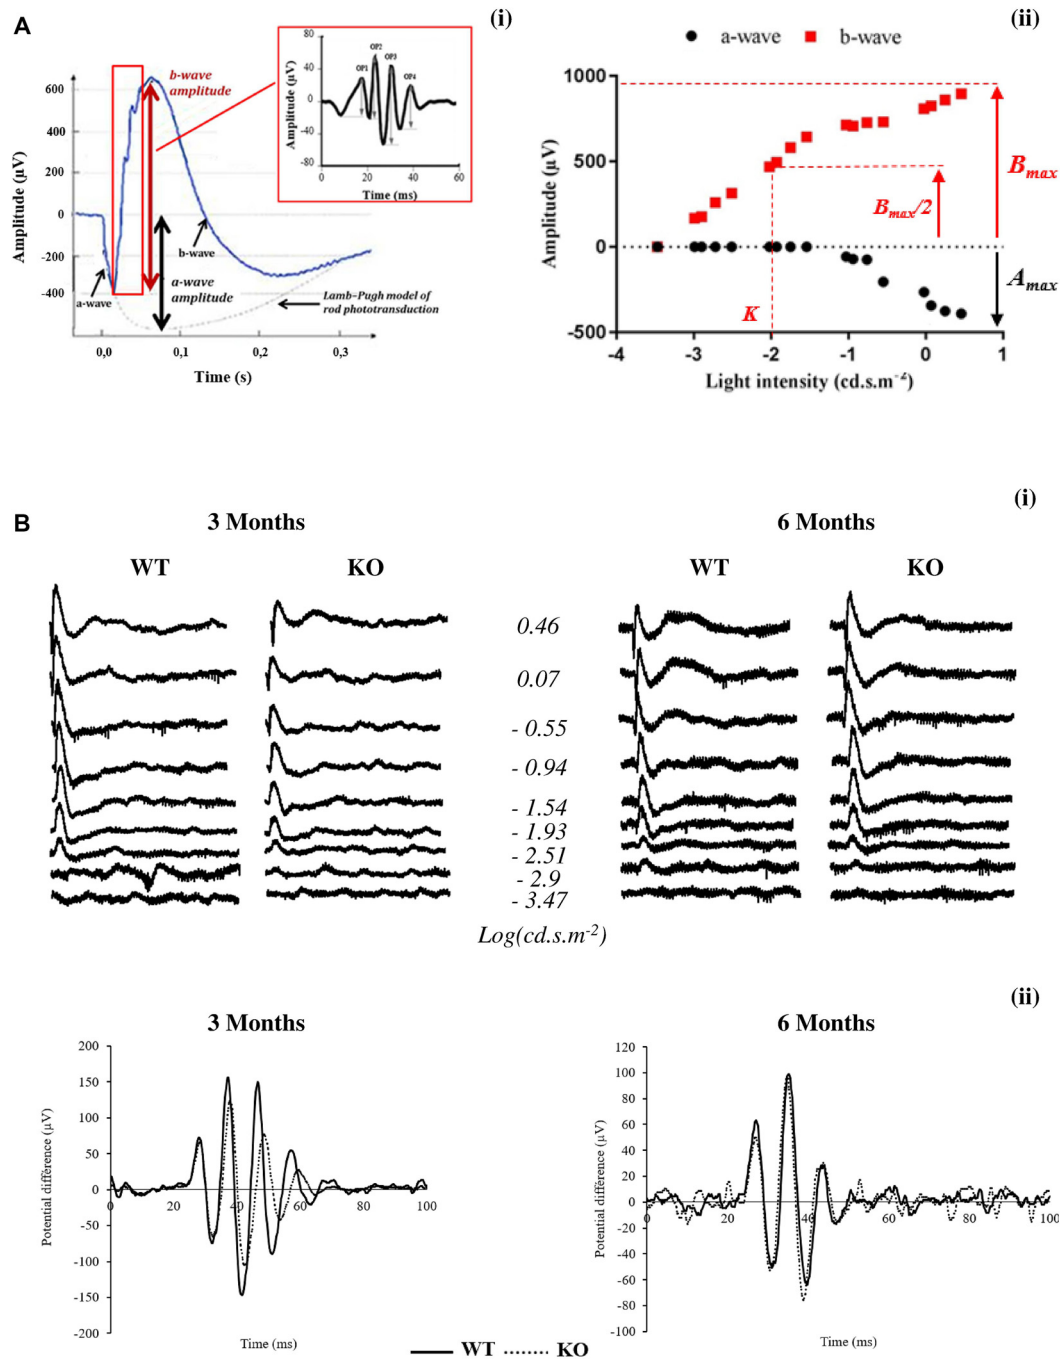 A
(i)
b-wave
amplitude
600
400
200
0
-200
-400
Amplitude (µV)
a-wave
b-wave
a-wave
amplitude
Lamb–Pugh model of
rod phototransduction
0,0
0,1
0,2
0,3
Time (s)
80
40
0
-40
-80
Amplitude (µV)
OP1
OP2
OP3
OP4
0
20
40
60
Time (ms)
(ii)
a-wave
b-wave
1000
500
0
-500
Amplitude (µV)
Bmax
Bmax/2
Amax
K
-4
-3
-2
-1
0
1
Light intensity (cd.s.m-2)
B
(i)
3 Months
6 Months
WT
KO
WT
KO
0.46
0.07
- 0.55
- 0.94
- 1.54
- 1.93
- 2.51
- 2.9
- 3.47
Log(cd.s.m-2)
(ii)
3 Months
200
150
100
50
0
-50
-100
-150
-200
Potential difference (µV)
0
20
40
60
80
100
Time (ms)
6 Months
120
100
80
60
40
20
0
-20
-40
-60
-80
-100
Potential difference (µV)
0
20
40
60
80
100
Time (ms)
WT
KO